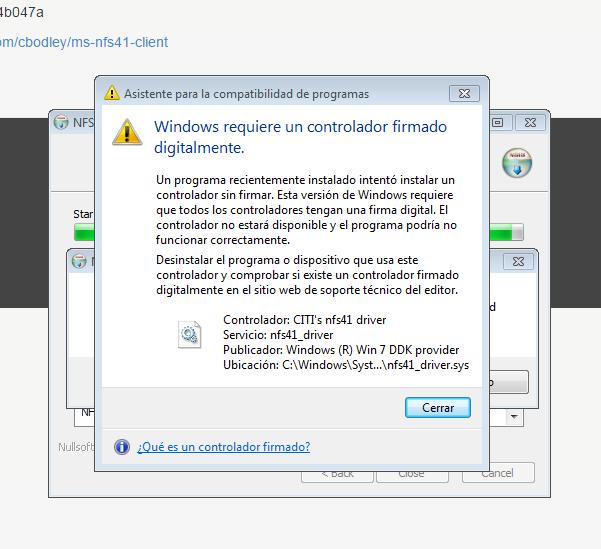 4b047a
om/cbodley/ms-nfs41-client
Asistente para la compatibilidad de programas
NFS
Windows requiere un controlador firmado
digitalmente.
Un programa recientemente instalado intentó instalar un
controlador sin firmar. Esta versión de Windows requiere
que todos los controladores tengan una firma digital. El
controlador no estará disponible y el programa podría no
funcionar correctamente.
Star
Desinstalar el programa o dispositivo que usa este
controlador y comprobar si existe un controlador firmado
digitalmente en el sitio web de soporte técnico del editor.
Controlador: CITI's nfs41 driver
Servicio: nfs41_driver
Publicador: Windows (R) Win 7 DDK provider
Ubicación: C:\Windows\Syst...\nfs41_driver.sys
Cerrar
Nullsoft
¿Qué es un controlador firmado?
< Back Close Cancel